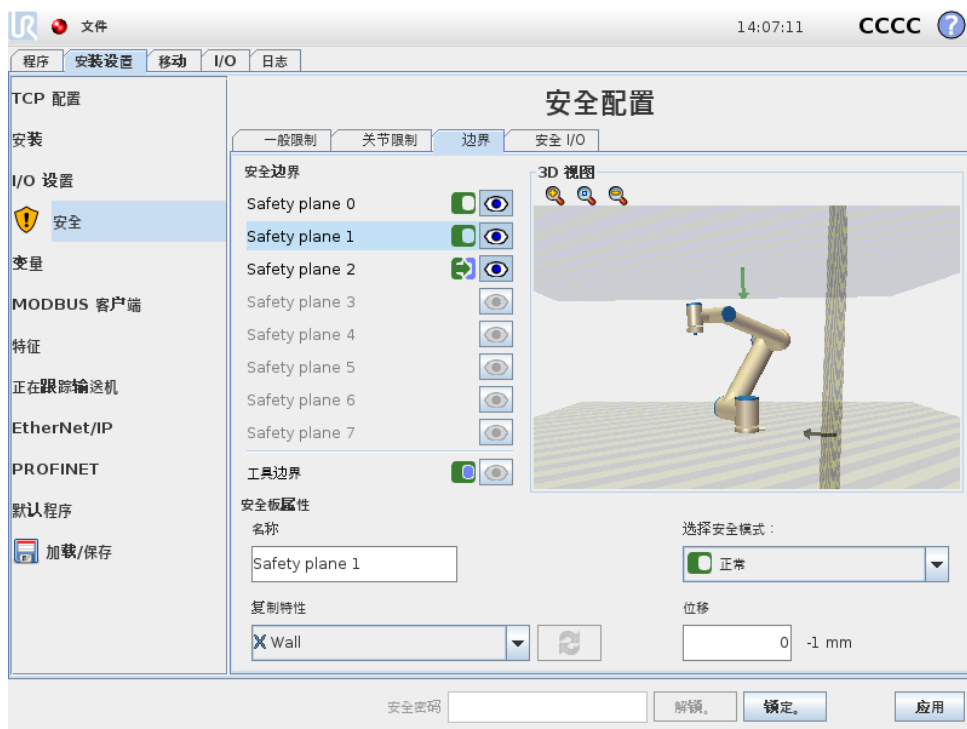 UR 文件 14:07:11 CCCC ?
程序 安装设置 移动 I/O 日志
TCP 配置
安装
I/O 设置
安全
变量
MODBUS 客户端
特征
正在跟踪输送机
EtherNet/IP
PROFINET
默认程序
加载/保存
安全配置
一般限制 关节限制 边界 安全 I/O
安全边界
Safety plane 0
Safety plane 1
Safety plane 2
Safety plane 3
Safety plane 4
Safety plane 5
Safety plane 6
Safety plane 7
工具边界
3D 视图
安全板属性
名称
Safety plane 1
复制特性
Wall
选择安全模式：
正常
位移
0 -1 mm
安全密码 解锁。 锁定。 应用